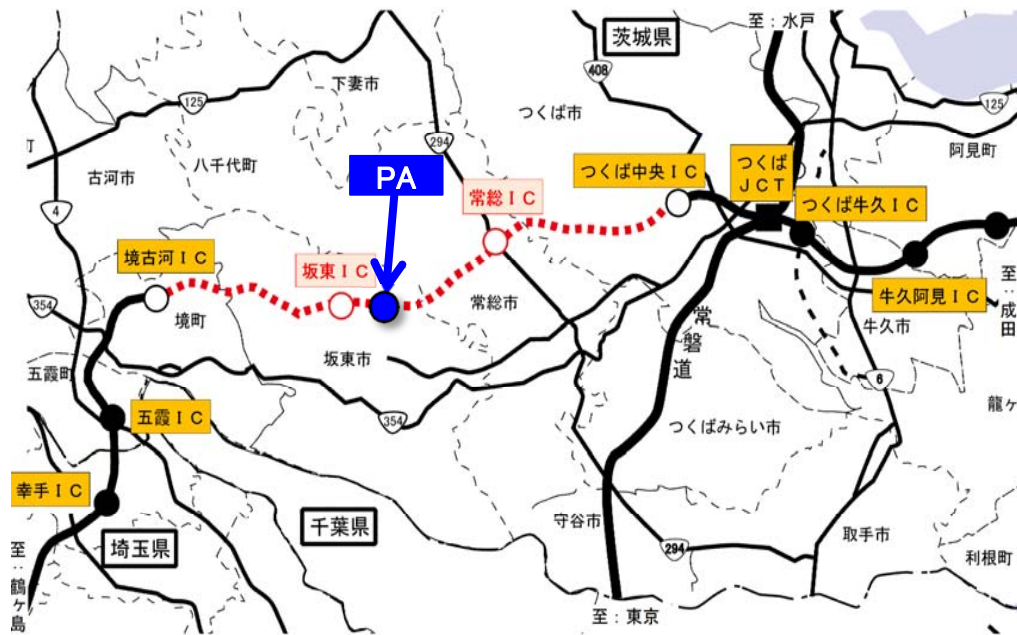 茨城県
至:水戸
下妻市
408
125
つくば市
125
294
阿見町
古河市
八千代町
PA
つくば中央ＩＣ
つくば
ＪＣＴ
常総ＩＣ
つくば牛久ＩＣ
4
境古河ＩＣ
坂東ＩＣ
至:成田
牛久阿見ＩＣ
354
境町
常総市
牛久市
常磐道
坂東市
五霞町
6
龍ヶ
五霞ＩＣ
354
つくばみらい市
幸手ＩＣ
守谷市
千葉県
取手市
埼玉県
294
利根町
至:鶴ヶ島
至:東京